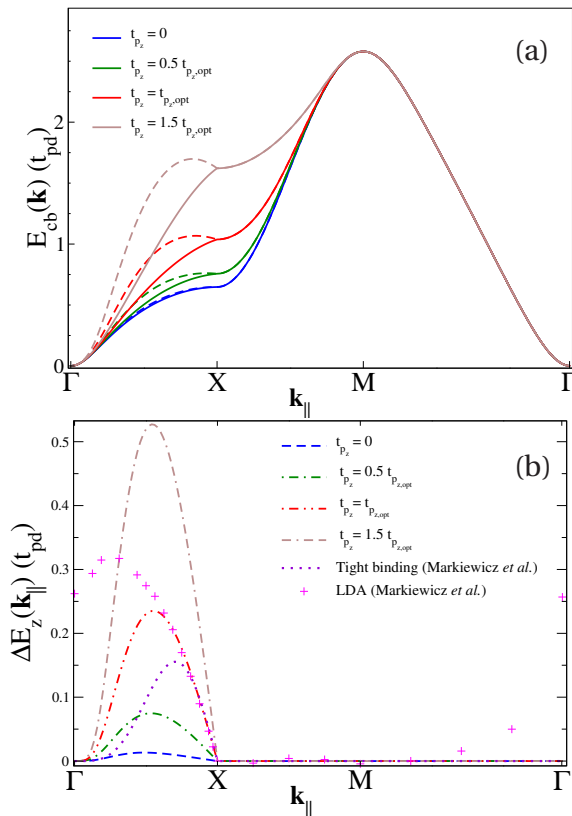 (a)
t_{p_z} = 0
t_{p_z} = 0.5 t_{p_z,opt}
t_{p_z} = t_{p_z,opt}
t_{p_z} = 1.5 t_{p_z,opt}
E_{cb}(k) (t_{pd})
2
1
0
Γ X M Γ
k_{||}
(b)
t_{p_z} = 0
t_{p_z} = 0.5 t_{p_{z,opt}}
t_{p_z} = t_{p_{z,opt}}
t_{p_z} = 1.5 t_{p_{z,opt}}
Tight binding (Markiewicz et al.)
LDA (Markiewicz et al.)
ΔE_z(k_{||}) (t_{pd})
0.5
0.4
0.3
0.2
0.1
0
Γ X M Γ
k_{||}